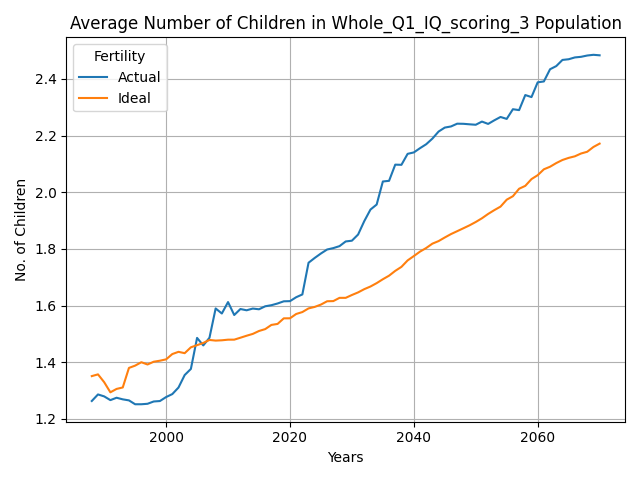 Average Number of Children in Whole_Q1_IQ_scoring_3 Population
Fertility
Actual
Ideal
No. of Children
2.4
2.2
2.0
1.8
1.6
1.4
1.2
2000
2020
2040
2060
Years